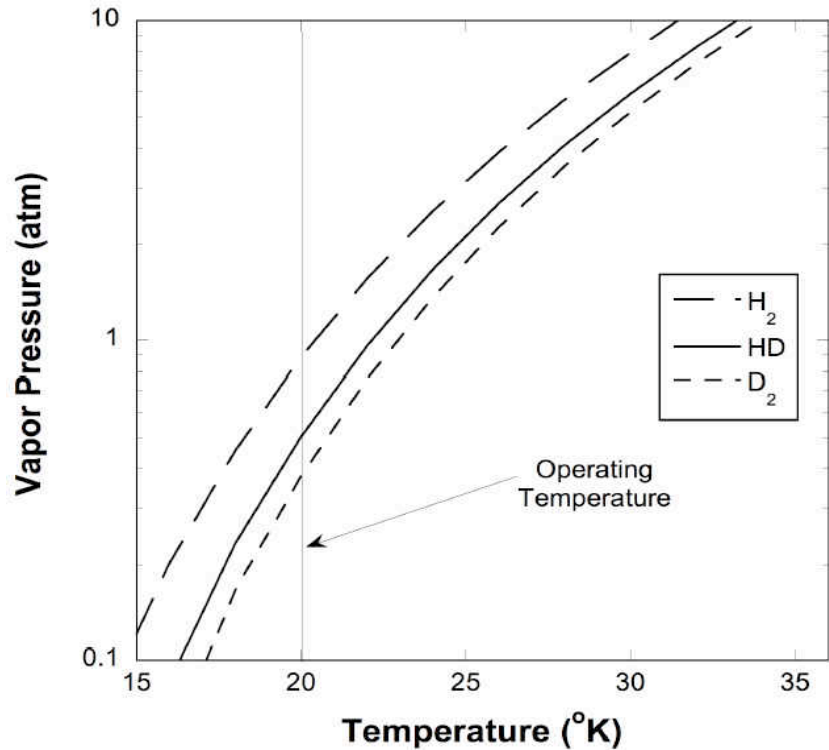 10
1
0.1
Vapor Pressure (atm)
H2
HD
D2
Operating
Temperature
15
20
25
30
35
Temperature (°K)